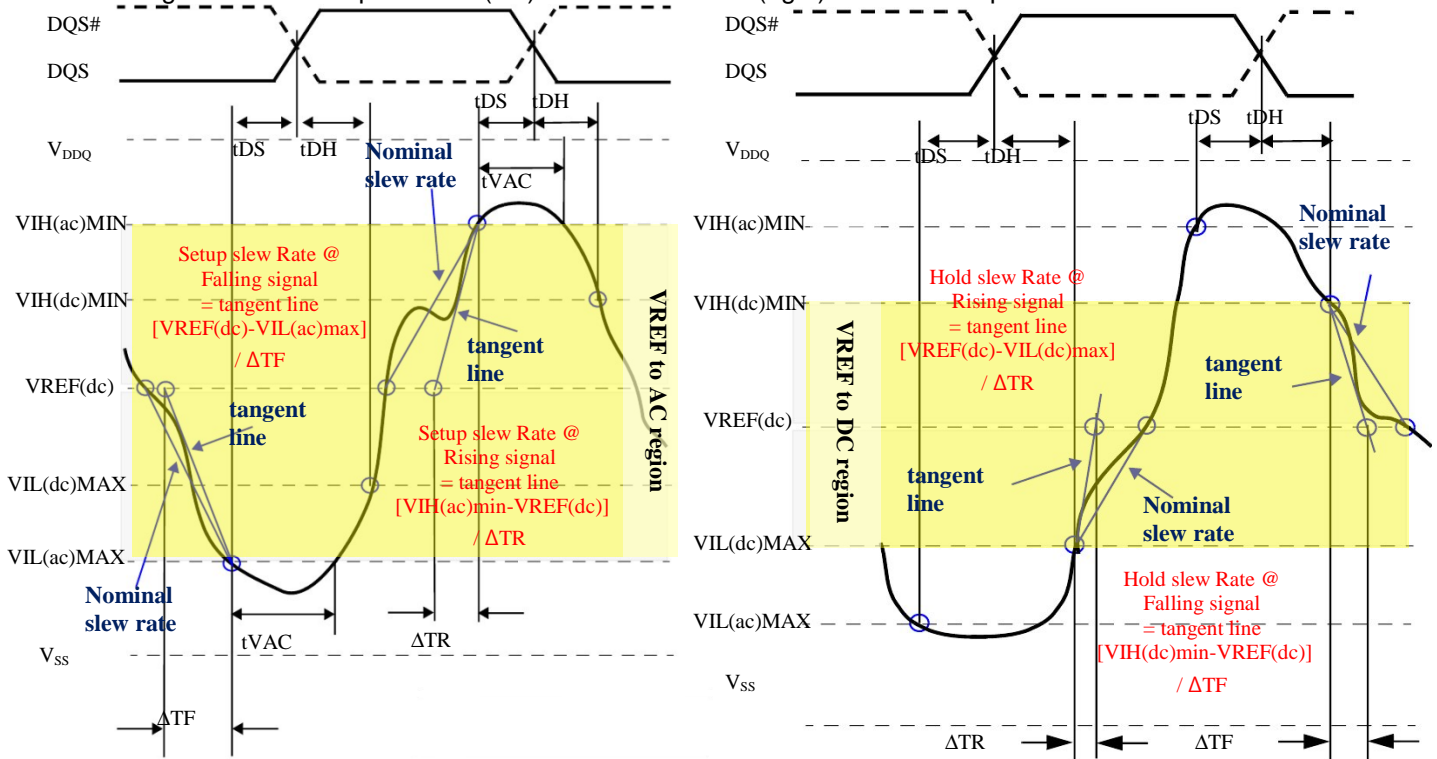 DQS#
DQS
tDS
tDH
tDS
tDH
V_DDQ
Nominal
slew rate
tVAC
VIH(ac)MIN
Setup slew Rate @
Falling signal
= tangent line
[VREF(dc)-VIL(ac)max]
/ ΔTF
VIH(dc)MIN
tangent
line
VREF to AC region
VREF(dc)
tangent
line
Setup slew Rate @
Rising signal
= tangent line
[VIH(ac)min-VREF(dc)]
/ ΔTR
VIL(dc)MAX
VIL(ac)MAX
Nominal
slew rate
tVAC
ΔTR
V_SS
ΔTF
DQS#
DQS
tDS
tDH
tDS
tDH
V_DDQ
VIH(ac)MIN
Nominal
slew rate
Hold slew Rate @
Rising signal
= tangent line
[VREF(dc)-VIL(dc)max]
/ ΔTR
VIH(dc)MIN
VREF to DC region
tangent
line
VREF(dc)
tangent
line
Nominal
slew rate
VIL(dc)MAX
Hold slew Rate @
Falling signal
= tangent line
[VIH(dc)min-VREF(dc)]
/ ΔTF
VIL(ac)MAX
V_SS
ΔTR
ΔTF